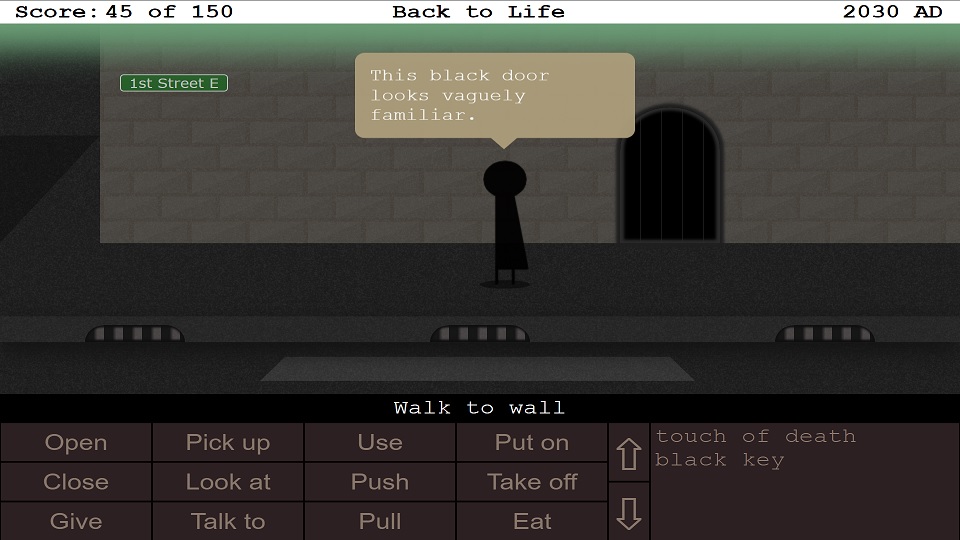 Score: 45 of 150 Back to Life 2030 AD
1st Street E
This black door
looks vaguely
familiar.
Walk to wall
Open Pick up Use Put on
Close Look at Push Take off
Give Talk to Pull Eat
touch of death
black key